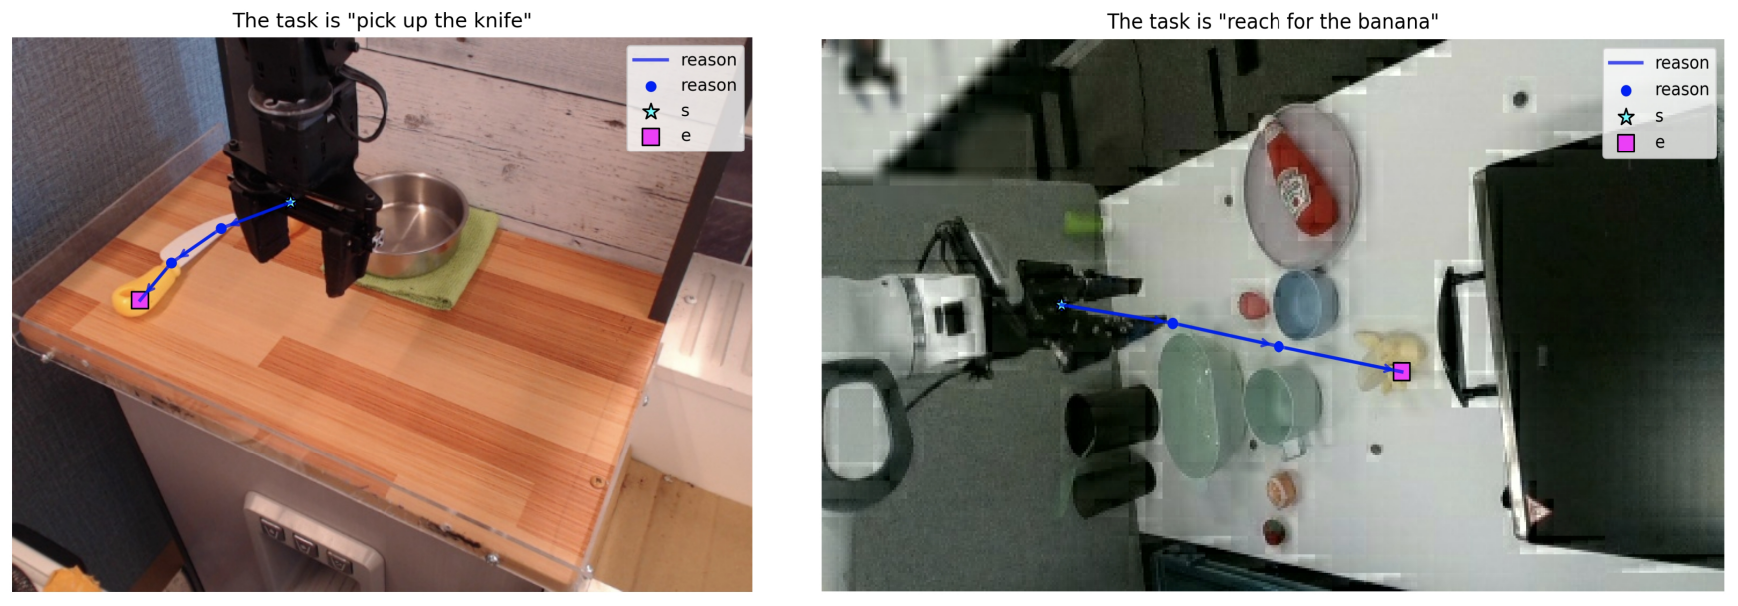 The task is "pick up the knife"
reason
reason
s
e
The task is "reach for the banana"
reason
reason
s
e